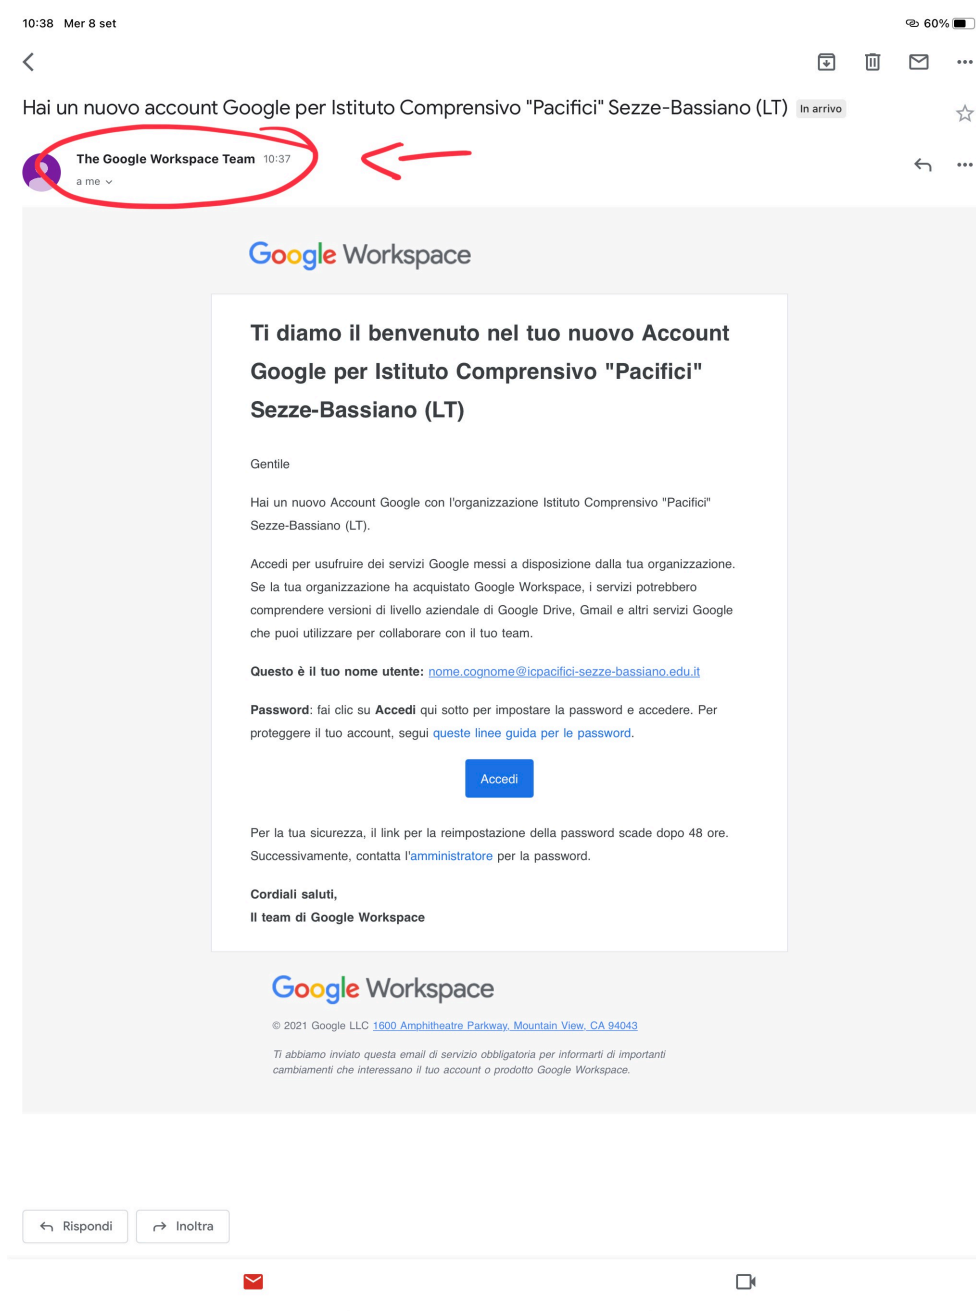 10:38 Mer 8 set 60%
Hai un nuovo account Google per Istituto Comprensivo "Pacifici" Sezze-Bassiano (LT) In arrivo
The Google Workspace Team 10:37
a me
Google Workspace
Ti diamo il benvenuto nel tuo nuovo Account
Google per Istituto Comprensivo "Pacifici"
Sezze-Bassiano (LT)
Gentile
Hai un nuovo Account Google con l'organizzazione Istituto Comprensivo "Pacifici"
Sezze-Bassiano (LT).
Accedi per usufruire dei servizi Google messi a disposizione dalla tua organizzazione.
Se la tua organizzazione ha acquistato Google Workspace, i servizi potrebbero
comprendere versioni di livello aziendale di Google Drive, Gmail e altri servizi Google
che puoi utilizzare per collaborare con il tuo team.
Questo è il tuo nome utente: nome.cognome@icpacifici-sezze-bassiano.edu.it
Password: fai clic su Accedi qui sotto per impostare la password e accedere. Per
proteggere il tuo account, segui queste linee guida per le password.
Accedi
Per la tua sicurezza, il link per la reimpostazione della password scade dopo 48 ore.
Successivamente, contatta l'amministratore per la password.
Cordiali saluti,
Il team di Google Workspace
Google Workspace
© 2021 Google LLC 1600 Amphitheatre Parkway, Mountain View, CA 94043
Ti abbiamo inviato questa email di servizio obbligatoria per informarti di importanti
cambiamenti che interessano il tuo account o prodotto Google Workspace.
Rispondi Inoltra